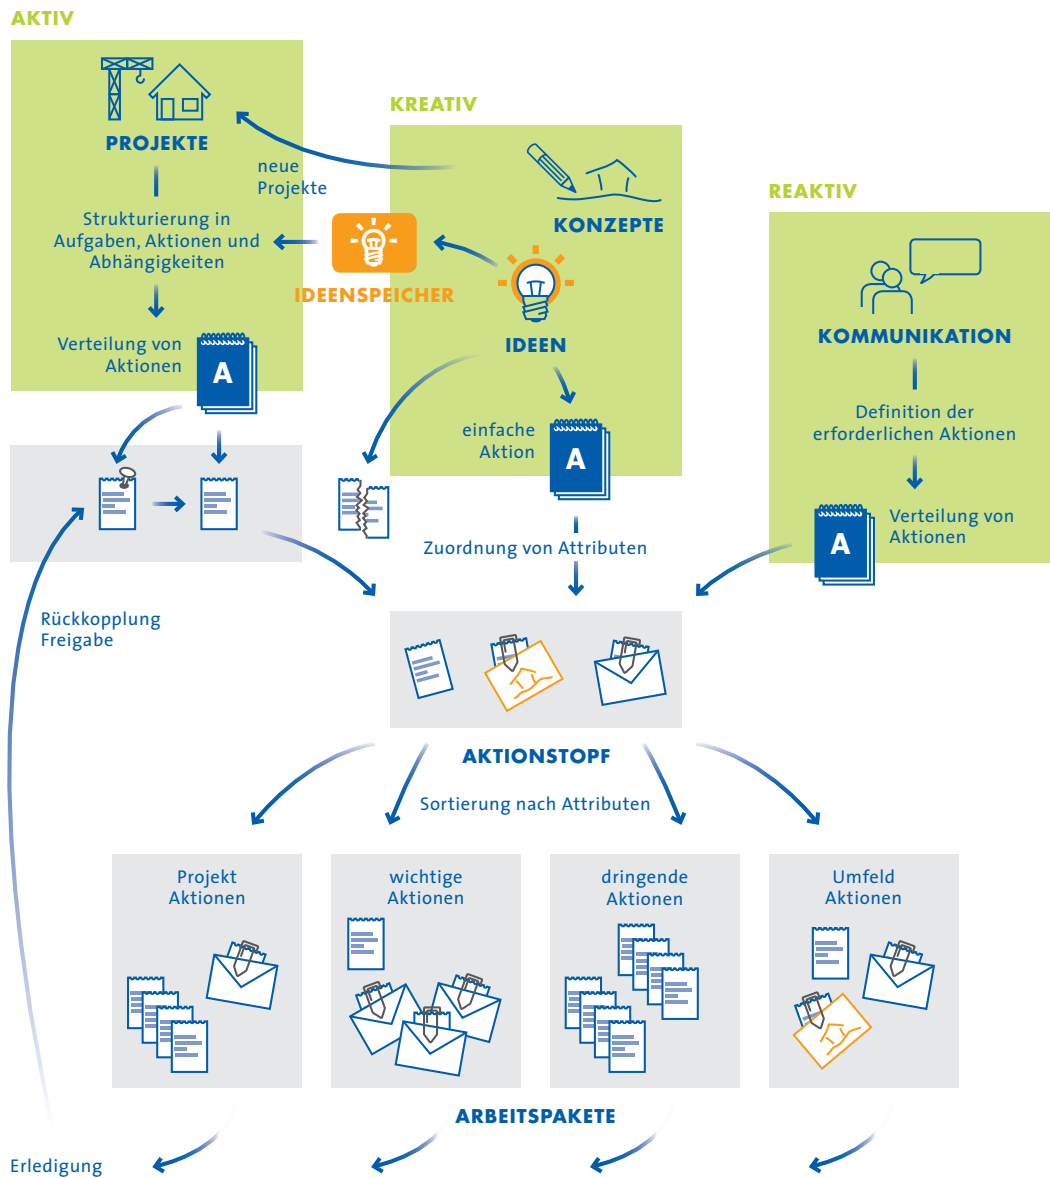 AKTIV
PROJEKTE
neue
Projekte
Strukturierung in
Aufgaben, Aktionen und
Abhängigkeiten
Verteilung von
Aktionen
A
KREATIV
KONZEPTE
IDEENSPEICHER
IDEEN
einfache
Aktion
A
Zuordnung von Attributen
REAKTIV
KOMMUNIKATION
Definition der
erforderlichen Aktionen
A
Verteilung von
Aktionen
Rückkopplung
Freigabe
AKTIONSTOPF
Sortierung nach Attributen
Projekt
Aktionen
wichtige
Aktionen
dringende
Aktionen
Umfeld
Aktionen
ARBEITSPAKETE
Erledigung